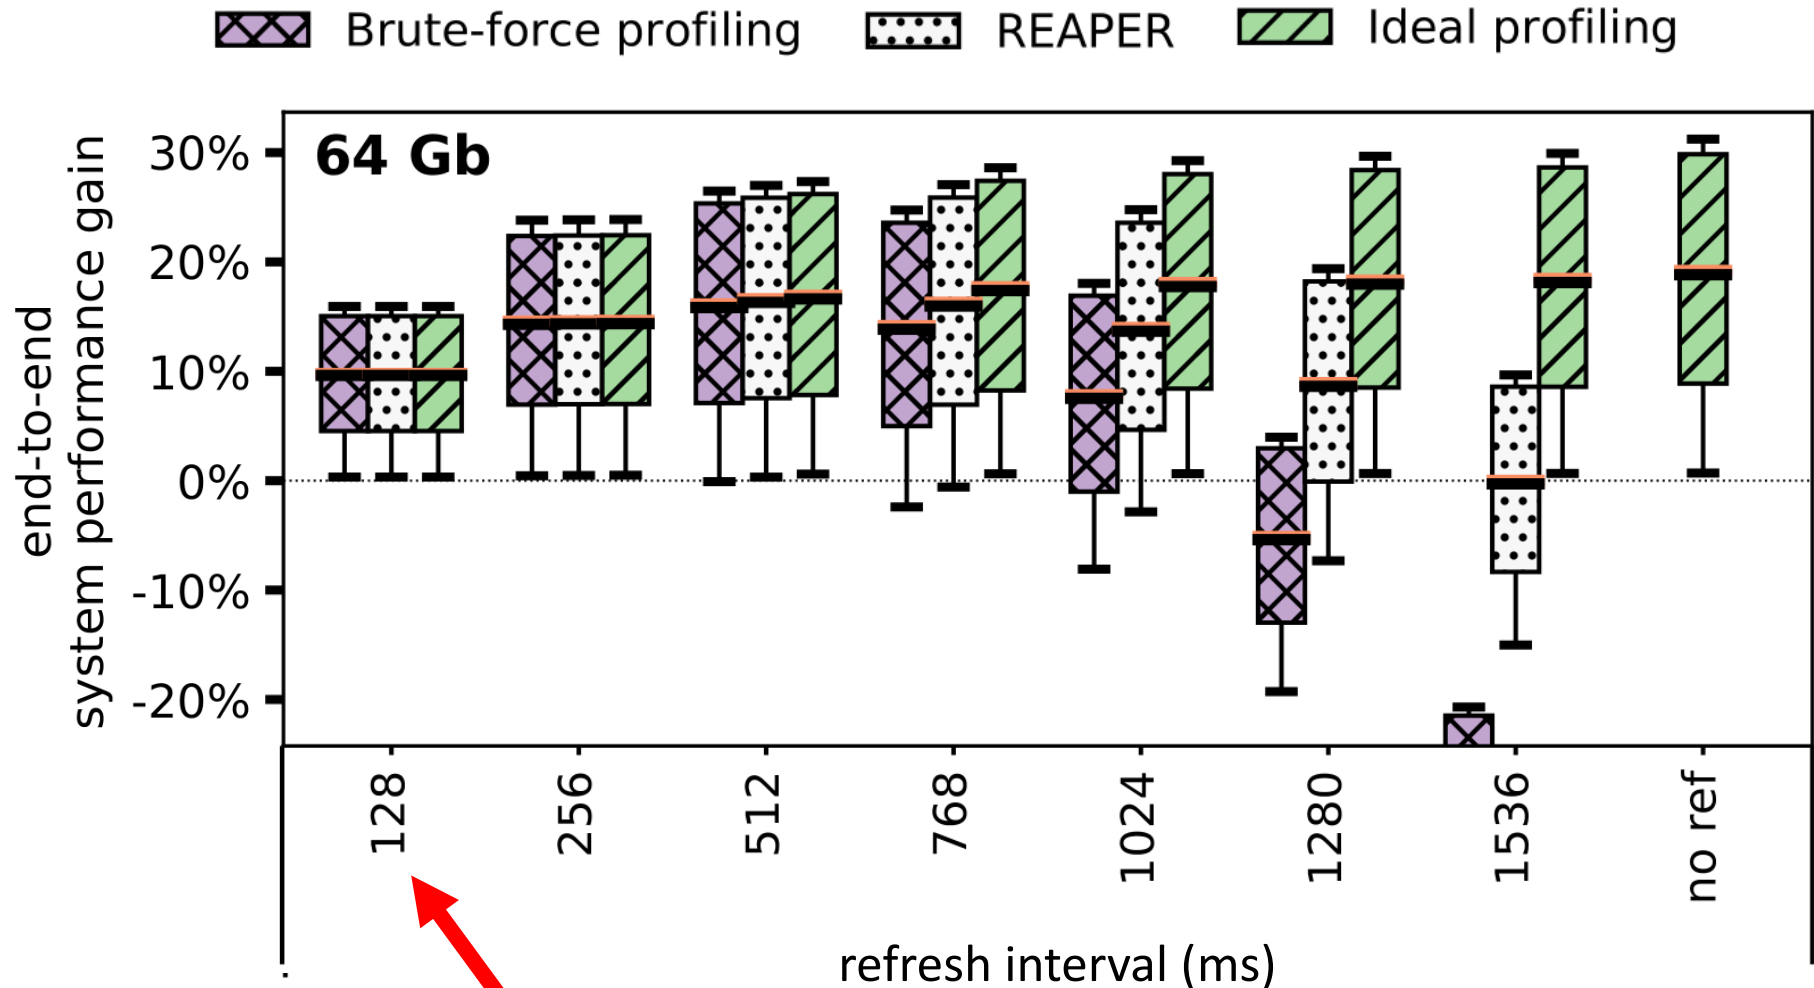 Brute-force profiling REAPER Ideal profiling
64 Gb
end-to-end
system performance gain
30%
20%
10%
0%
-10%
-20%
128 256 512 768 1024 1280 1536 no ref
refresh interval (ms)